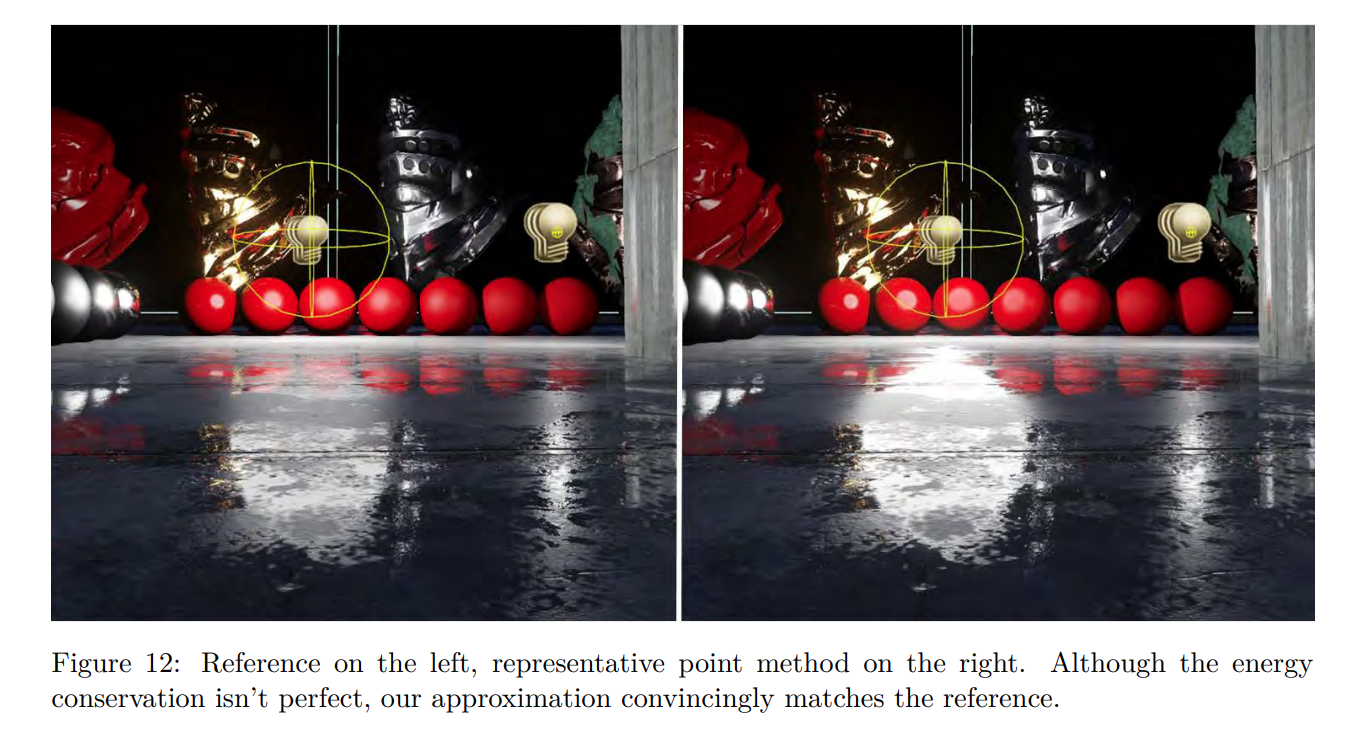 Figure 12: Reference on the left, representative point method on the right. Although the energy
conservation isn't perfect, our approximation convincingly matches the reference.